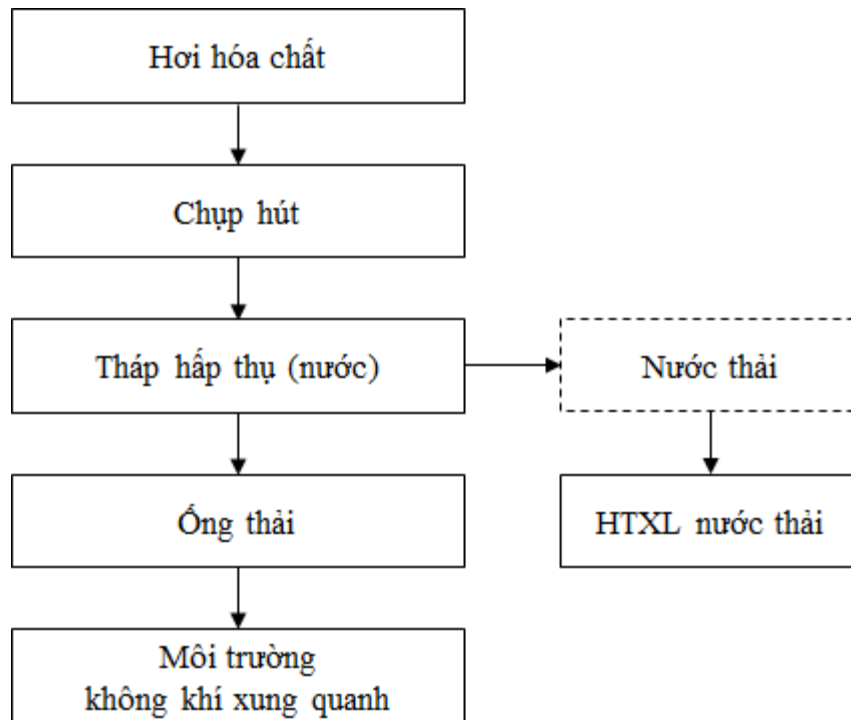 Hơi hóa chất
Chụp hút
Tháp hấp thụ (nước)
Nước thải
Ống thải
HTXL nước thải
Môi trường
không khí xung quanh